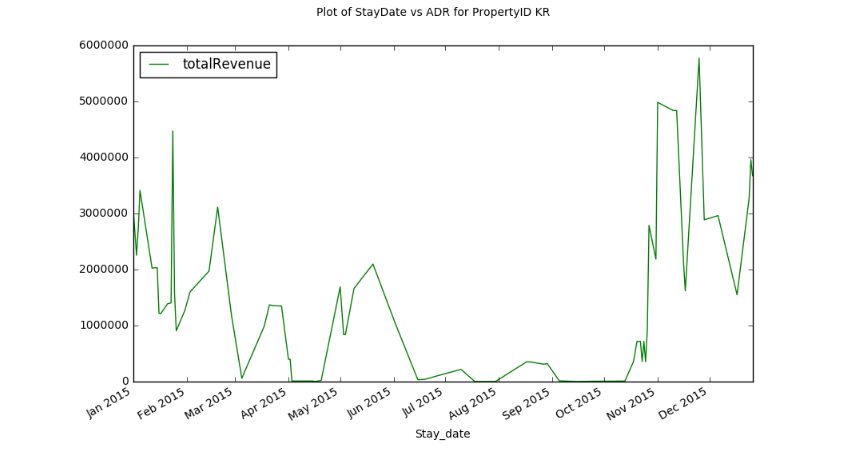 Plot of StayDate vs ADR for PropertyID KR
6000000
totalRevenue
5000000
4000000
3000000
2000000
1000000
0
Jan 2015
Feb 2015
Mar 2015
Apr 2015
May 2015
Jun 2015
Jul 2015
Aug 2015
Sep 2015
Oct 2015
Nov 2015
Dec 2015
Stay_date